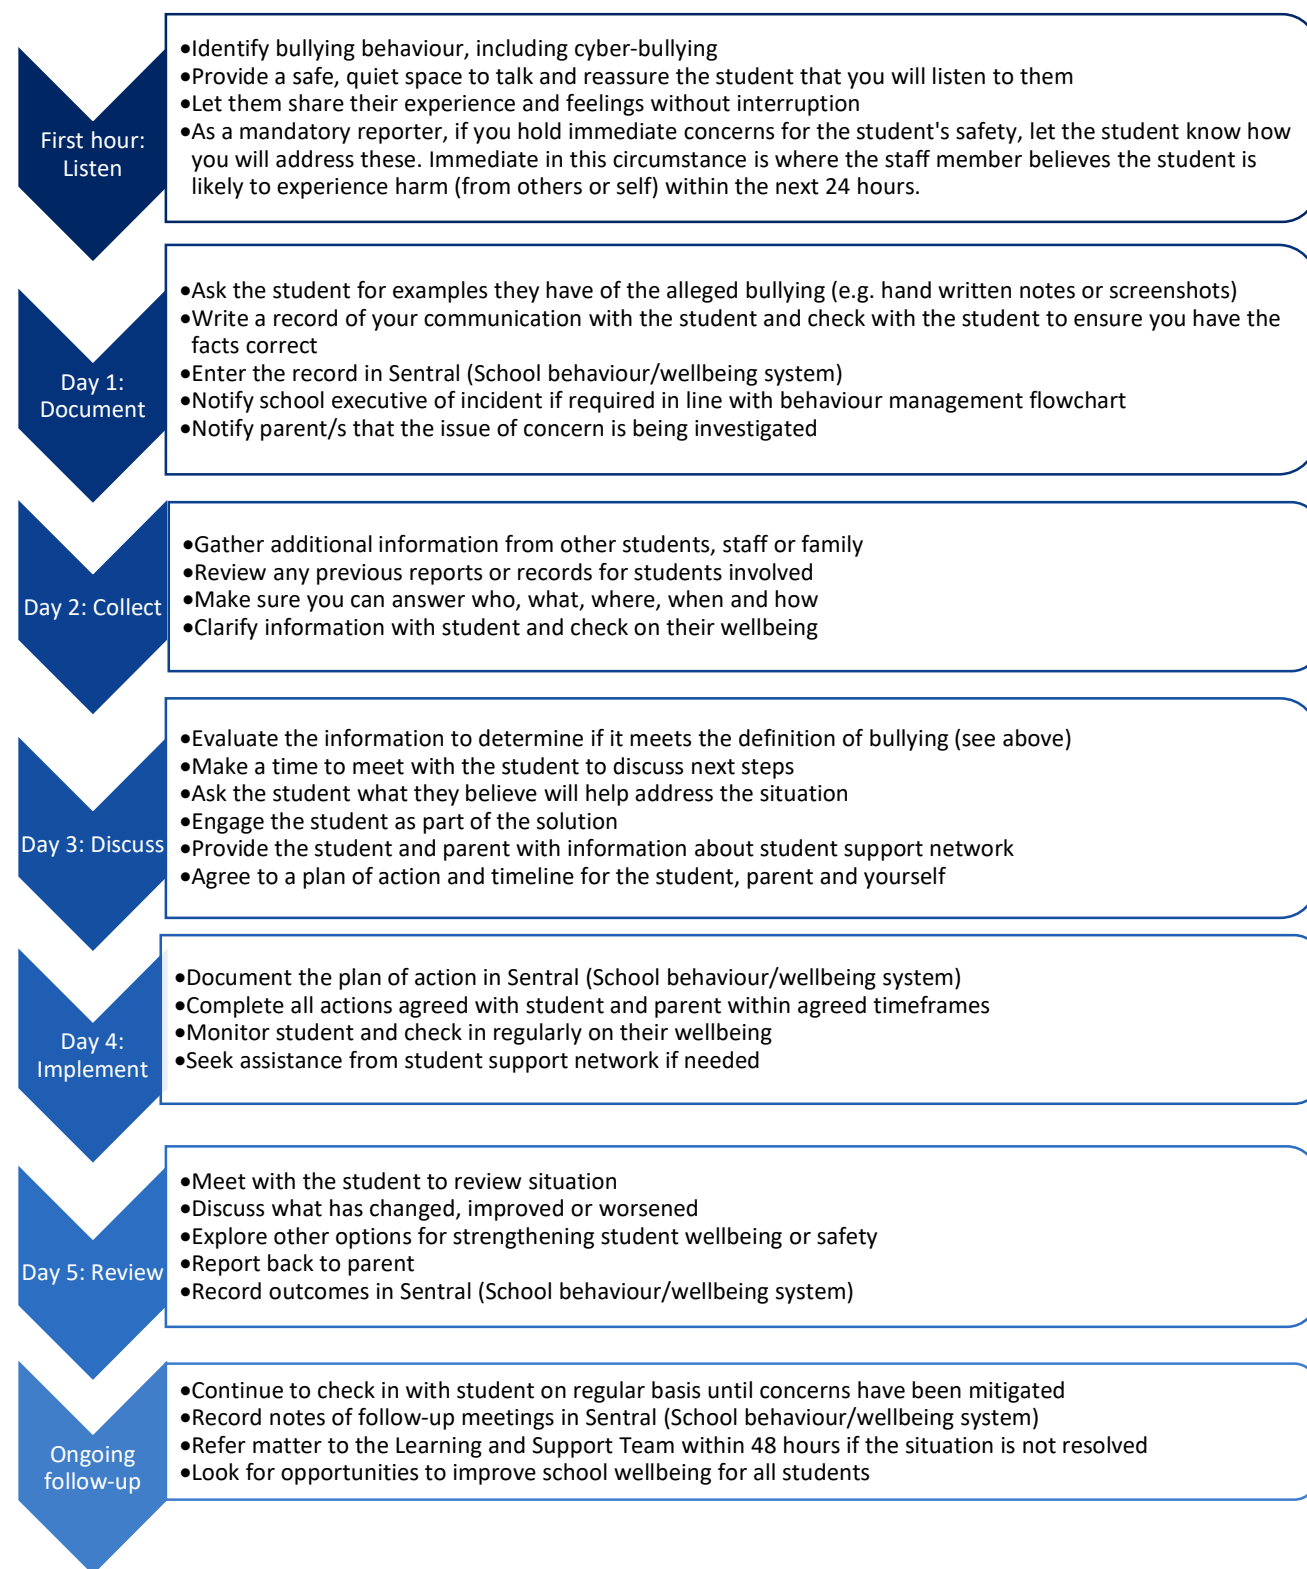 First hour:
Listen
•Identify bullying behaviour, including cyber-bullying
•Provide a safe, quiet space to talk and reassure the student that you will listen to them
•Let them share their experience and feelings without interruption
•As a mandatory reporter, if you hold immediate concerns for the student's safety, let the student know how
you will address these. Immediate in this circumstance is where the staff member believes the student is
likely to experience harm (from others or self) within the next 24 hours.
Day 1:
Document
•Ask the student for examples they have of the alleged bullying (e.g. hand written notes or screenshots)
•Write a record of your communication with the student and check with the student to ensure you have the
facts correct
•Enter the record in Sentral (School behaviour/wellbeing system)
•Notify school executive of incident if required in line with behaviour management flowchart
•Notify parent/s that the issue of concern is being investigated
Day 2: Collect
•Gather additional information from other students, staff or family
•Review any previous reports or records for students involved
•Make sure you can answer who, what, where, when and how
•Clarify information with student and check on their wellbeing
Day 3: Discuss
•Evaluate the information to determine if it meets the definition of bullying (see above)
•Make a time to meet with the student to discuss next steps
•Ask the student what they believe will help address the situation
•Engage the student as part of the solution
•Provide the student and parent with information about student support network
•Agree to a plan of action and timeline for the student, parent and yourself
Day 4:
Implement
•Document the plan of action in Sentral (School behaviour/wellbeing system)
•Complete all actions agreed with student and parent within agreed timeframes
•Monitor student and check in regularly on their wellbeing
•Seek assistance from student support network if needed
Day 5: Review
•Meet with the student to review situation
•Discuss what has changed, improved or worsened
•Explore other options for strengthening student wellbeing or safety
•Report back to parent
•Record outcomes in Sentral (School behaviour/wellbeing system)
Ongoing
follow-up
•Continue to check in with student on regular basis until concerns have been mitigated
•Record notes of follow-up meetings in Sentral (School behaviour/wellbeing system)
•Refer matter to the Learning and Support Team within 48 hours if the situation is not resolved
•Look for opportunities to improve school wellbeing for all students